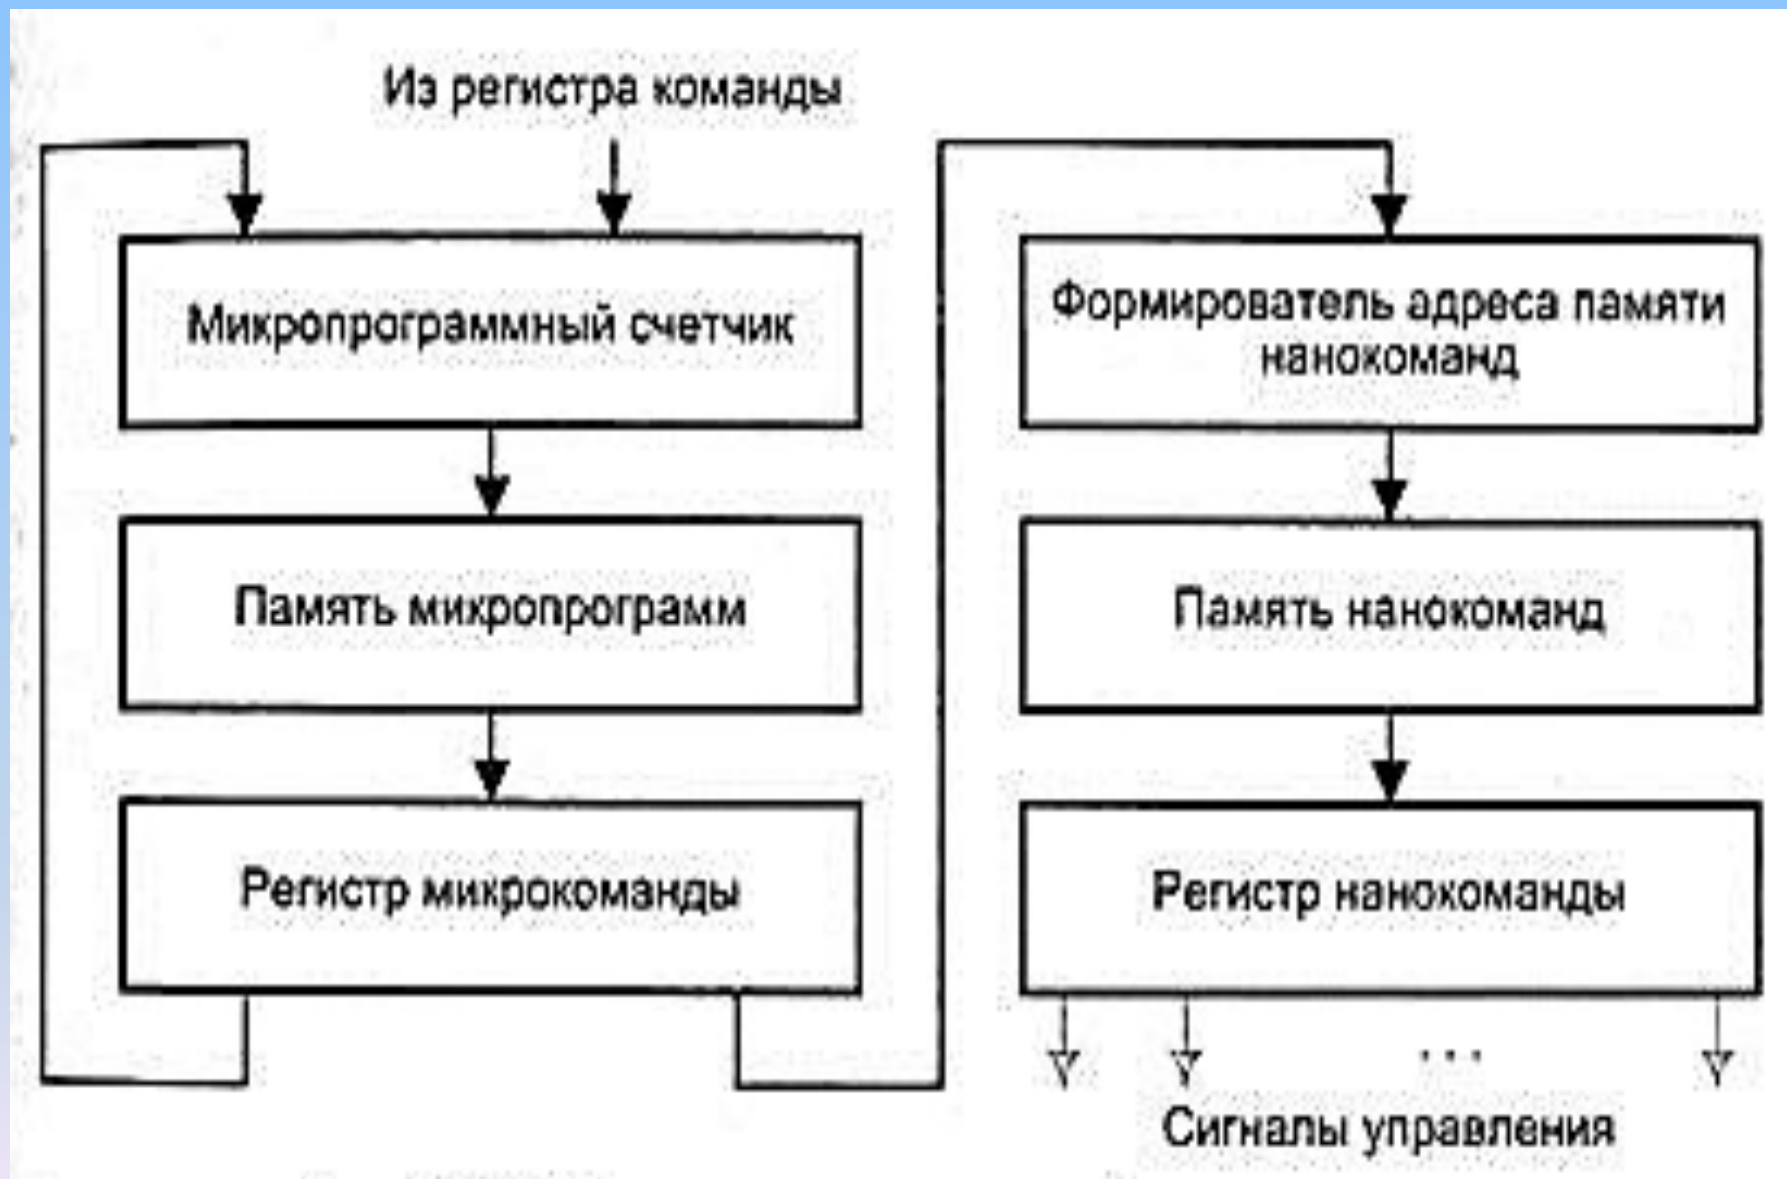 Из регистра команды
Микропрограммный счетчик
Память микропрограмм
Регистр микрокоманды
Формирователь адреса памяти
нанокоманд
Память нанокоманд
Регистр нанокоманды
...
Сигналы управления